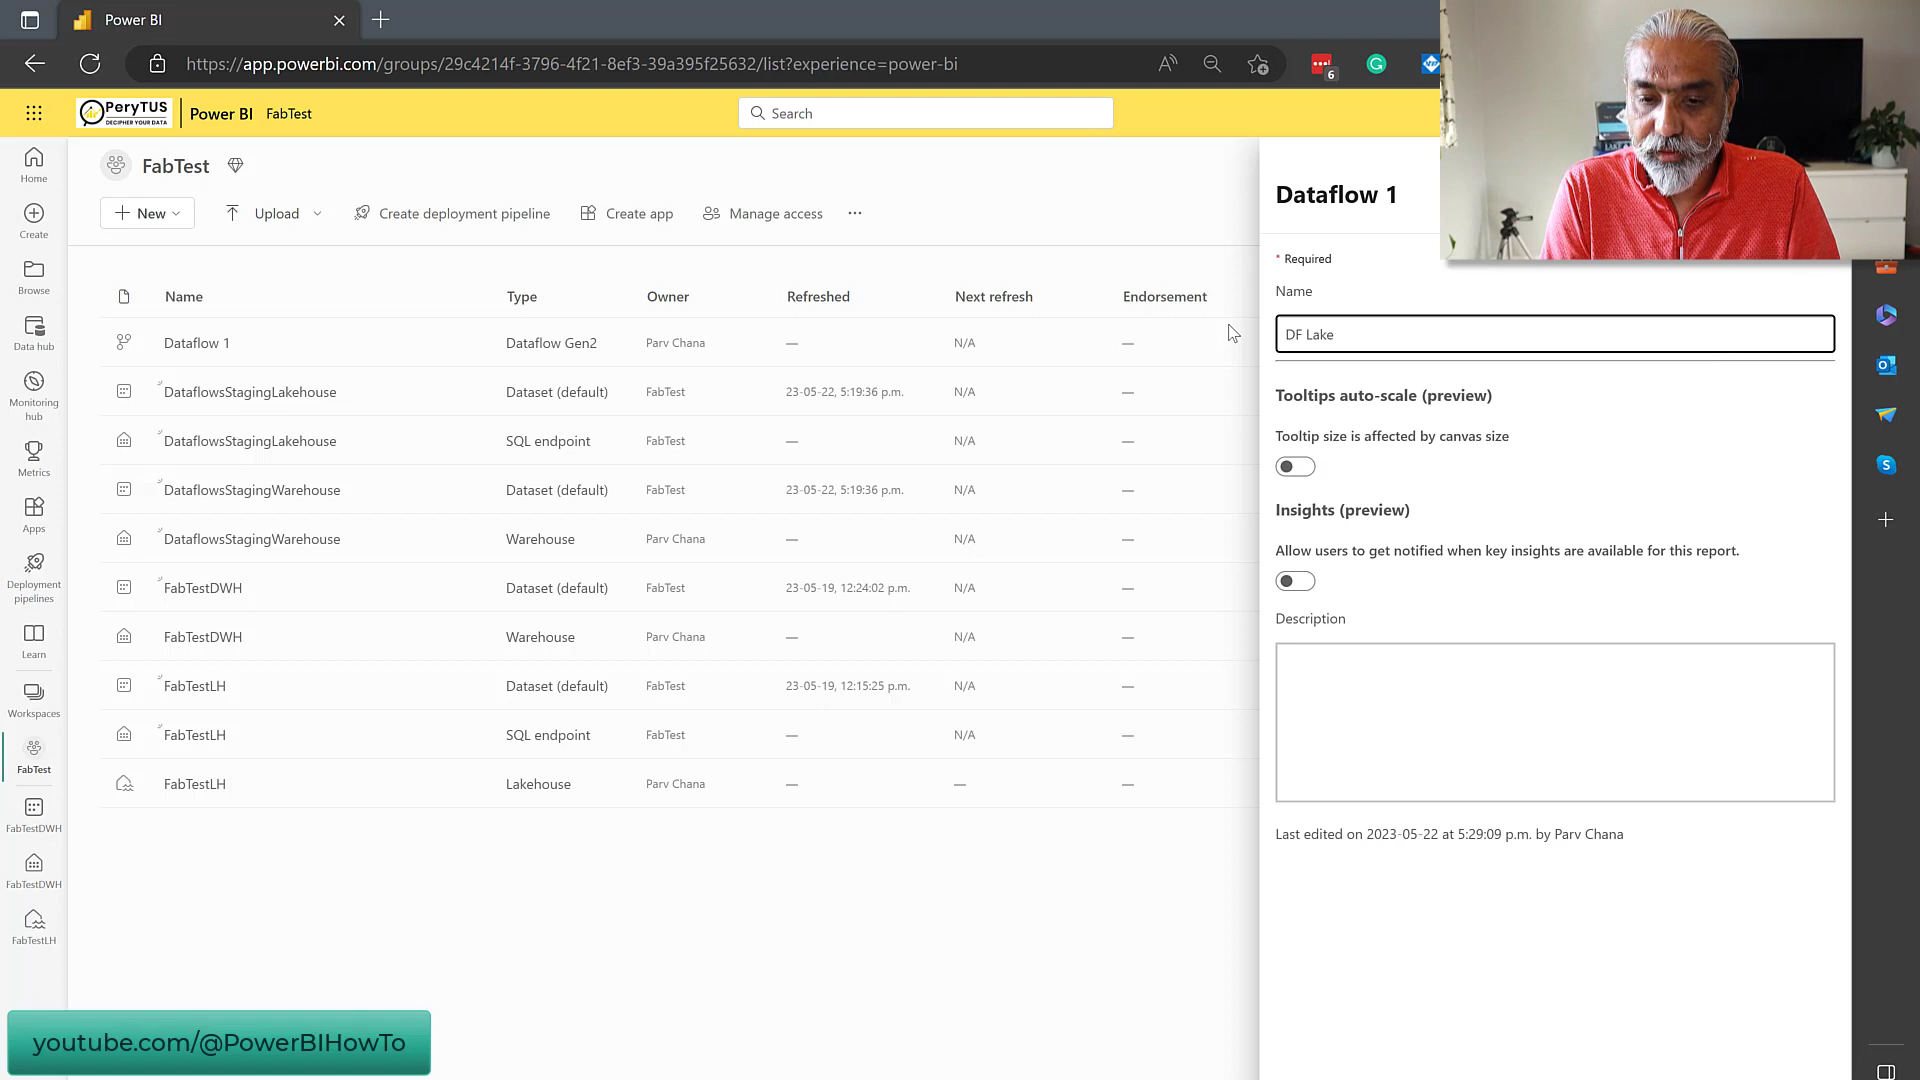 Power BI
https://app.powerbi.com/groups/29c4214f-3796-4f21-8ef3-39a395f25632/list?experience=power-bi
6
PeryTUS
DECIPHER YOUR DATA
Power BI
FabTest
Search
Home
Create
Browse
Data hub
Monitoring
hub
Metrics
Apps
Deployment
pipelines
Learn
Workspaces
FabTest
FabTestDWH
FabTestDWH
FabTestLH
FabTest
New
Upload
Create deployment pipeline
Create app
Manage access
Name Type Owner Refreshed Next refresh Endorsement
Dataflow 1 Dataflow Gen2 Parv Chana — N/A —
DataflowsStagingLakehouse Dataset (default) FabTest 23-05-22, 5:19:36 p.m. N/A —
DataflowsStagingLakehouse SQL endpoint FabTest — N/A —
DataflowsStagingWarehouse Dataset (default) FabTest 23-05-22, 5:19:36 p.m. N/A —
DataflowsStagingWarehouse Warehouse Parv Chana — N/A —
FabTestDWH Dataset (default) FabTest 23-05-19, 12:24:02 p.m. N/A —
FabTestDWH Warehouse Parv Chana — N/A —
FabTestLH Dataset (default) FabTest 23-05-19, 12:15:25 p.m. N/A —
FabTestLH SQL endpoint FabTest — N/A —
FabTestLH Lakehouse Parv Chana — — —
Dataflow 1
* Required
Name
DF Lake
Tooltips auto-scale (preview)
Tooltip size is affected by canvas size
Insights (preview)
Allow users to get notified when key insights are available for this report.
Description
Last edited on 2023-05-22 at 5:29:09 p.m. by Parv Chana
youtube.com/@PowerBIHowTo